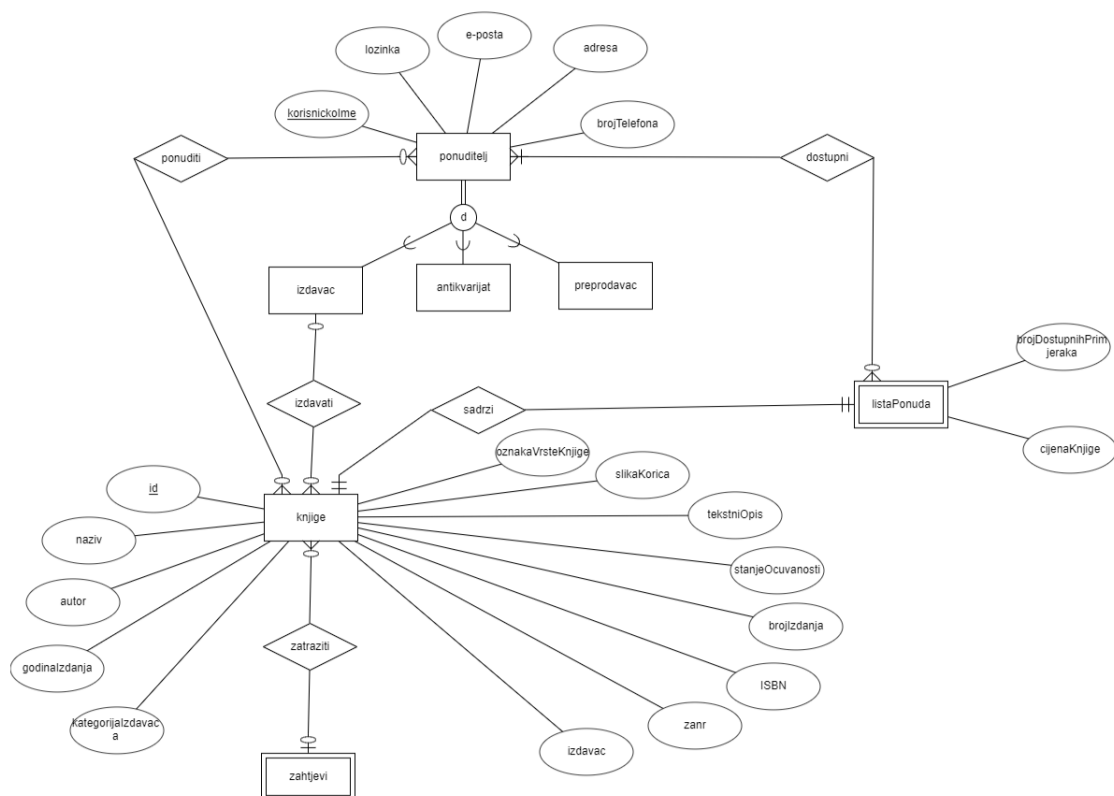 e-posta
lozinka
adresa
korisnickoIme
brojTelefona
ponuditi
ponuditelj
dostupni
d
izdavac
antikvarijat
preprodavac
brojDostupnihPrim
jeraka
izdavati
sadrzi
listaPonuda
oznakaVrsteKnjige
cijenaKnjige
slikaKorica
id
tekstniOpis
knjige
naziv
stanjeOcuvanosti
autor
brojIzdanja
zatraziti
godinaIzdanja
ISBN
kategorijaIzdavac
a
zanr
izdavac
zahtjevi